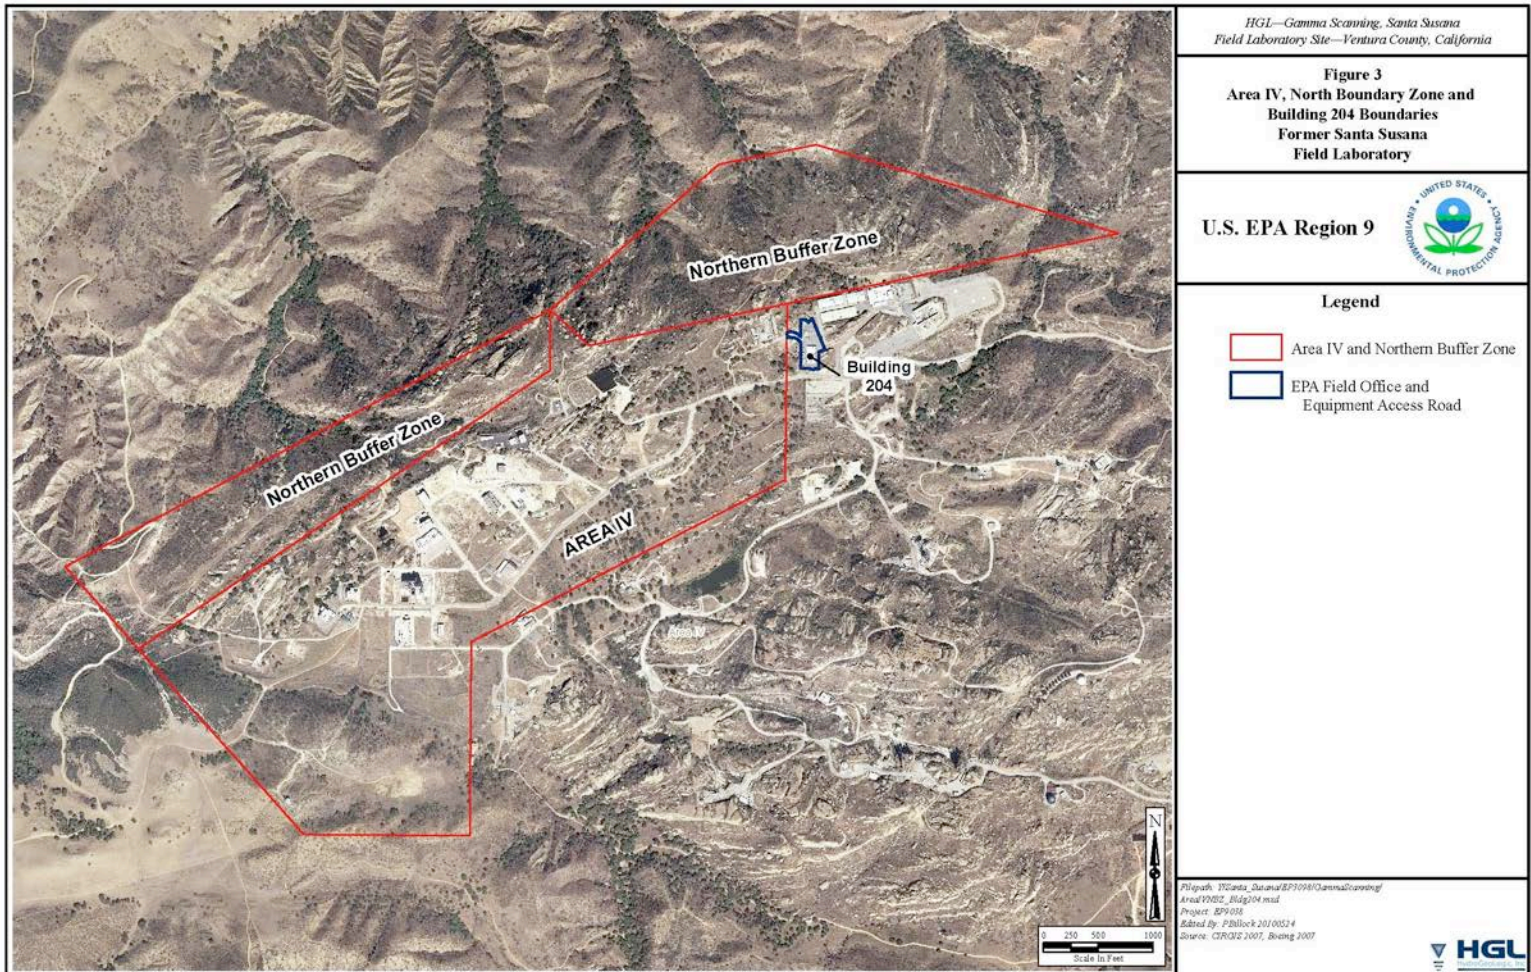 HGL—Gamma Scanning, Santa Susana
Field Laboratory Site—Ventura County, California
Figure 3
Area IV, North Boundary Zone and
Building 204 Boundaries
Former Santa Susana
Field Laboratory
U.S. EPA Region 9
UNITED STATES
ENVIRONMENTAL PROTECTION AGENCY
Legend
Area IV and Northern Buffer Zone
EPA Field Office and
Equipment Access Road
Northern Buffer Zone
Building
204
Northern Buffer Zone
AREA IV
Area IV
N
0 250 500 1000
Scale In Feet
Project: EP9038
Source: CIRGIS 2007, Boeing 2007
HGL